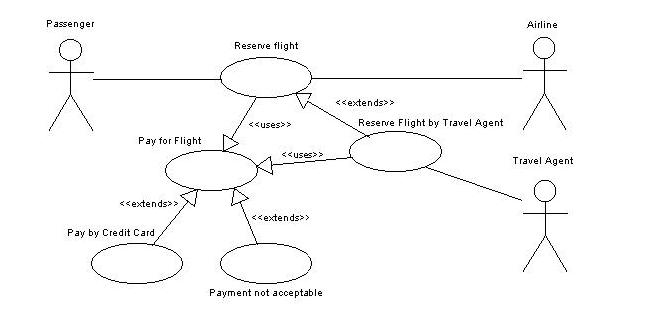 Passenger
Airline
Reserve flight
<<extends>>
<<uses>>
Reserve Flight by Travel Agent
Pay for Flight
<<uses>>
Travel Agent
<<extends>>
<<extends>>
Pay by Credit Card
Payment not acceptable